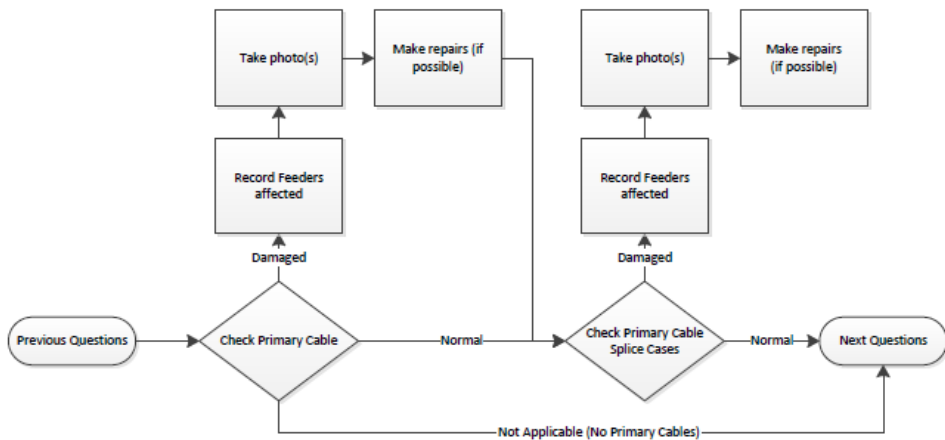 Take photo(s)
Make repairs (if
possible)
Take photo(s)
Make repairs
(if possible)
Record Feeders
affected
Record Feeders
affected
Damaged
Damaged
Previous Questions
Check Primary Cable
Normal
Check Primary Cable
Splice Cases
Normal
Next Questions
Not Applicable (No Primary Cables)